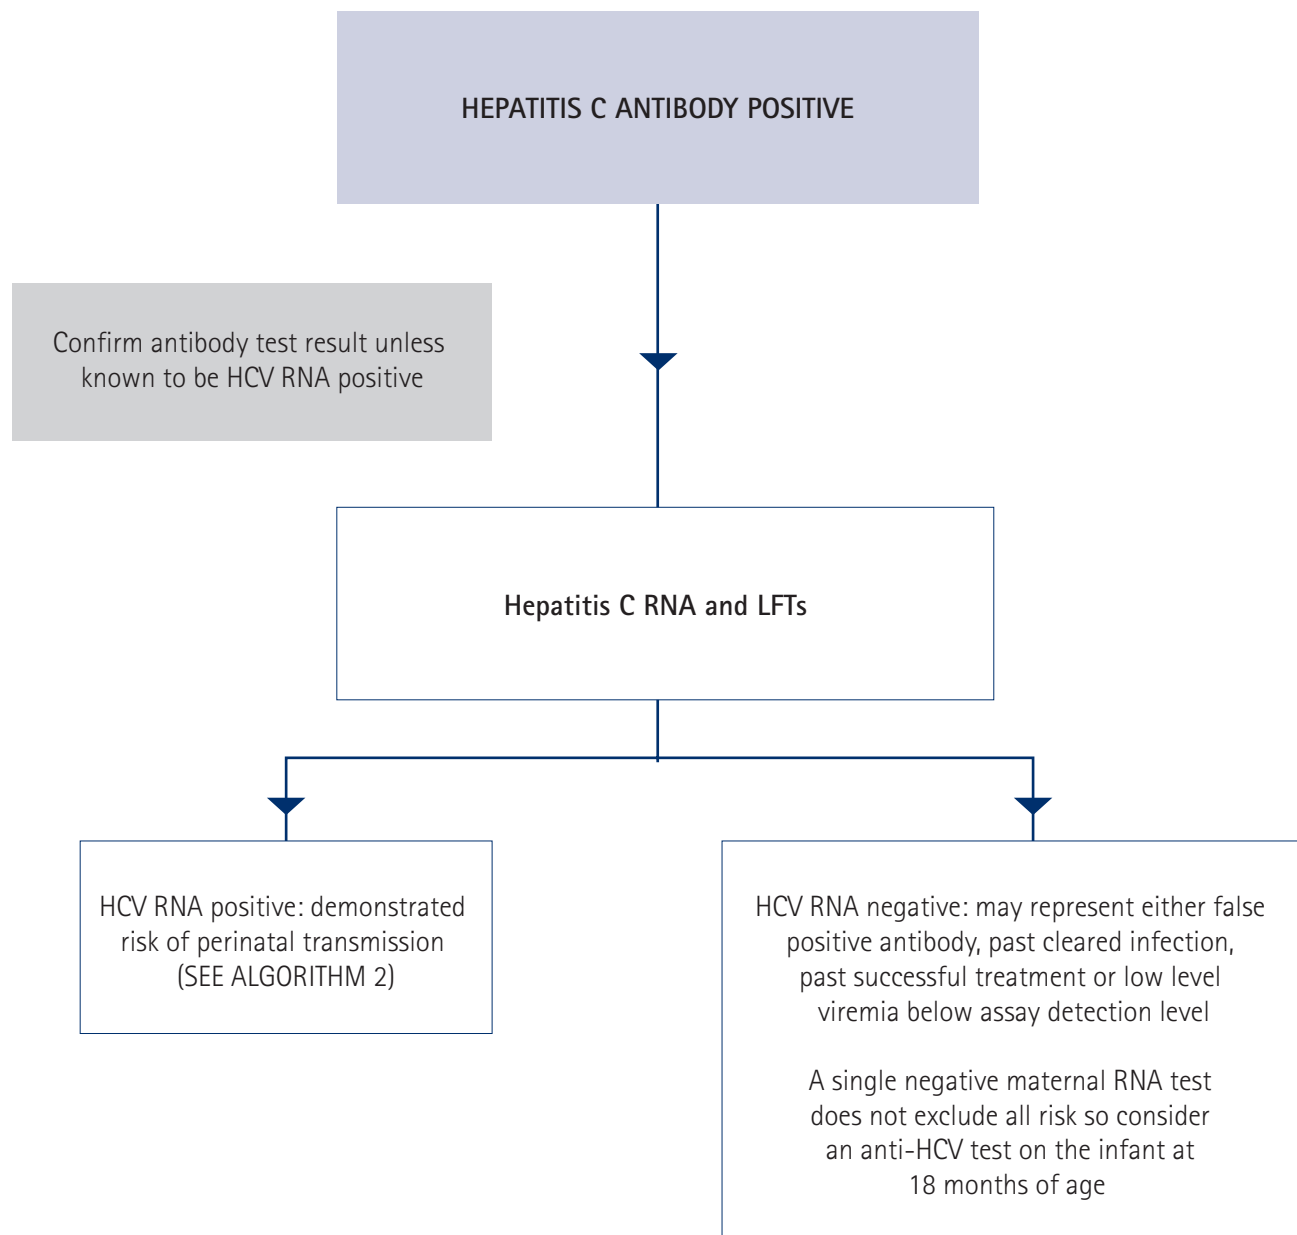 HEPATITIS C ANTIBODY POSITIVE
Confirm antibody test result unless
known to be HCV RNA positive
Hepatitis C RNA and LFTs
HCV RNA positive: demonstrated
risk of perinatal transmission
(SEE ALGORITHM 2)
HCV RNA negative: may represent either false
positive antibody, past cleared infection,
past successful treatment or low level
viremia below assay detection level
A single negative maternal RNA test
does not exclude all risk so consider
an anti-HCV test on the infant at
18 months of age